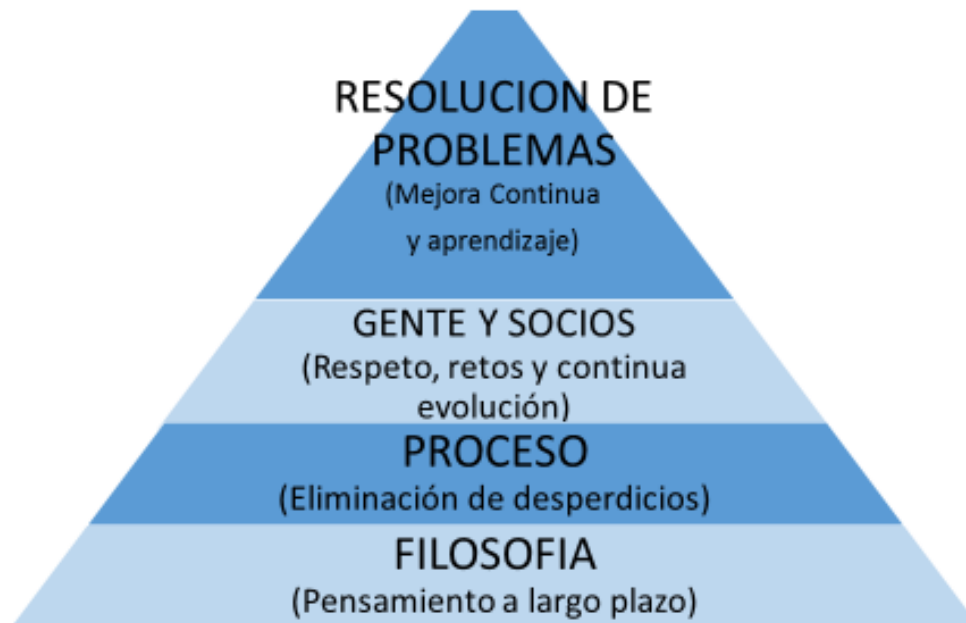 RESOLUCION DE
PROBLEMAS
(Mejora Continua
y aprendizaje)
GENTE Y SOCIOS
(Respeto, retos y continua
evolución)
PROCESO
(Eliminación de desperdicios)
FILOSOFIA
(Pensamiento a largo plazo)